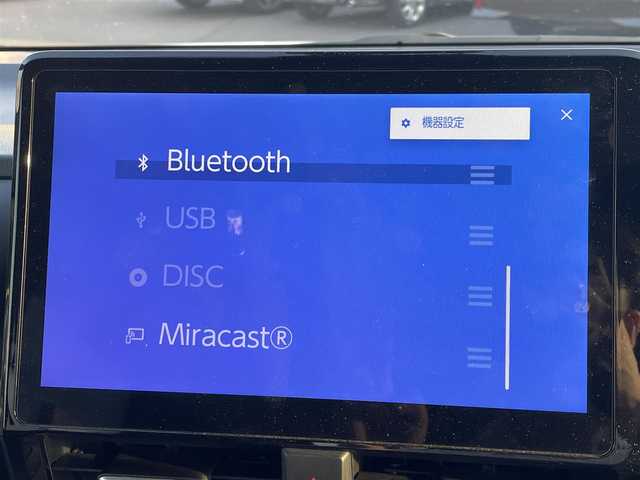 機器設定
Bluetooth
USB
DISC
Miracast®